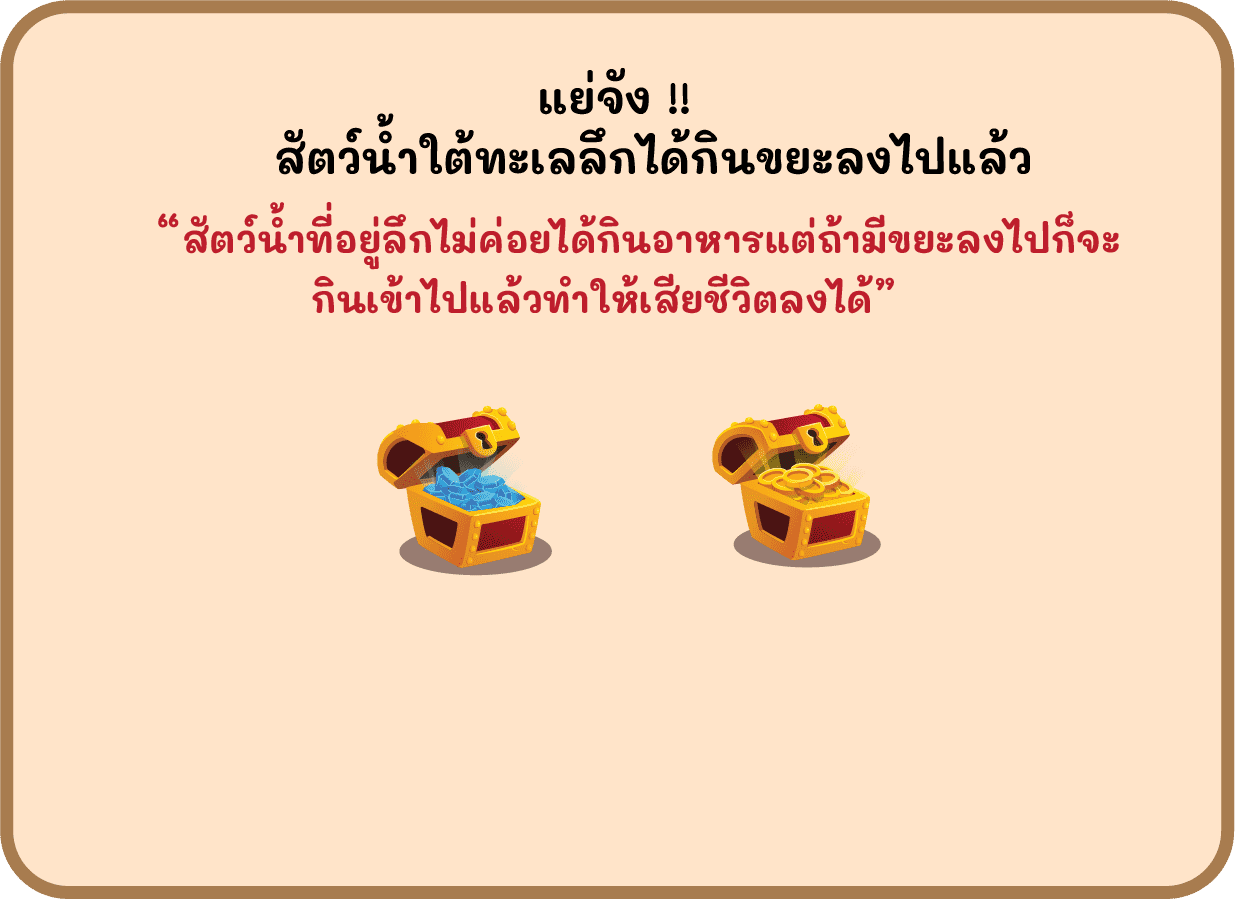 แย่จัง !!
สัตว์น้ำใต้ทะเลลึกได้กินขยะลงไปแล้ว
“สัตว์น้ำที่อยู่ลึกไม่ค่อยได้กินอาหารแต่ถ้ามีขยะลงไปก็จะ
กินเข้าไปแล้วทำให้เสียชีวิตลงได้”